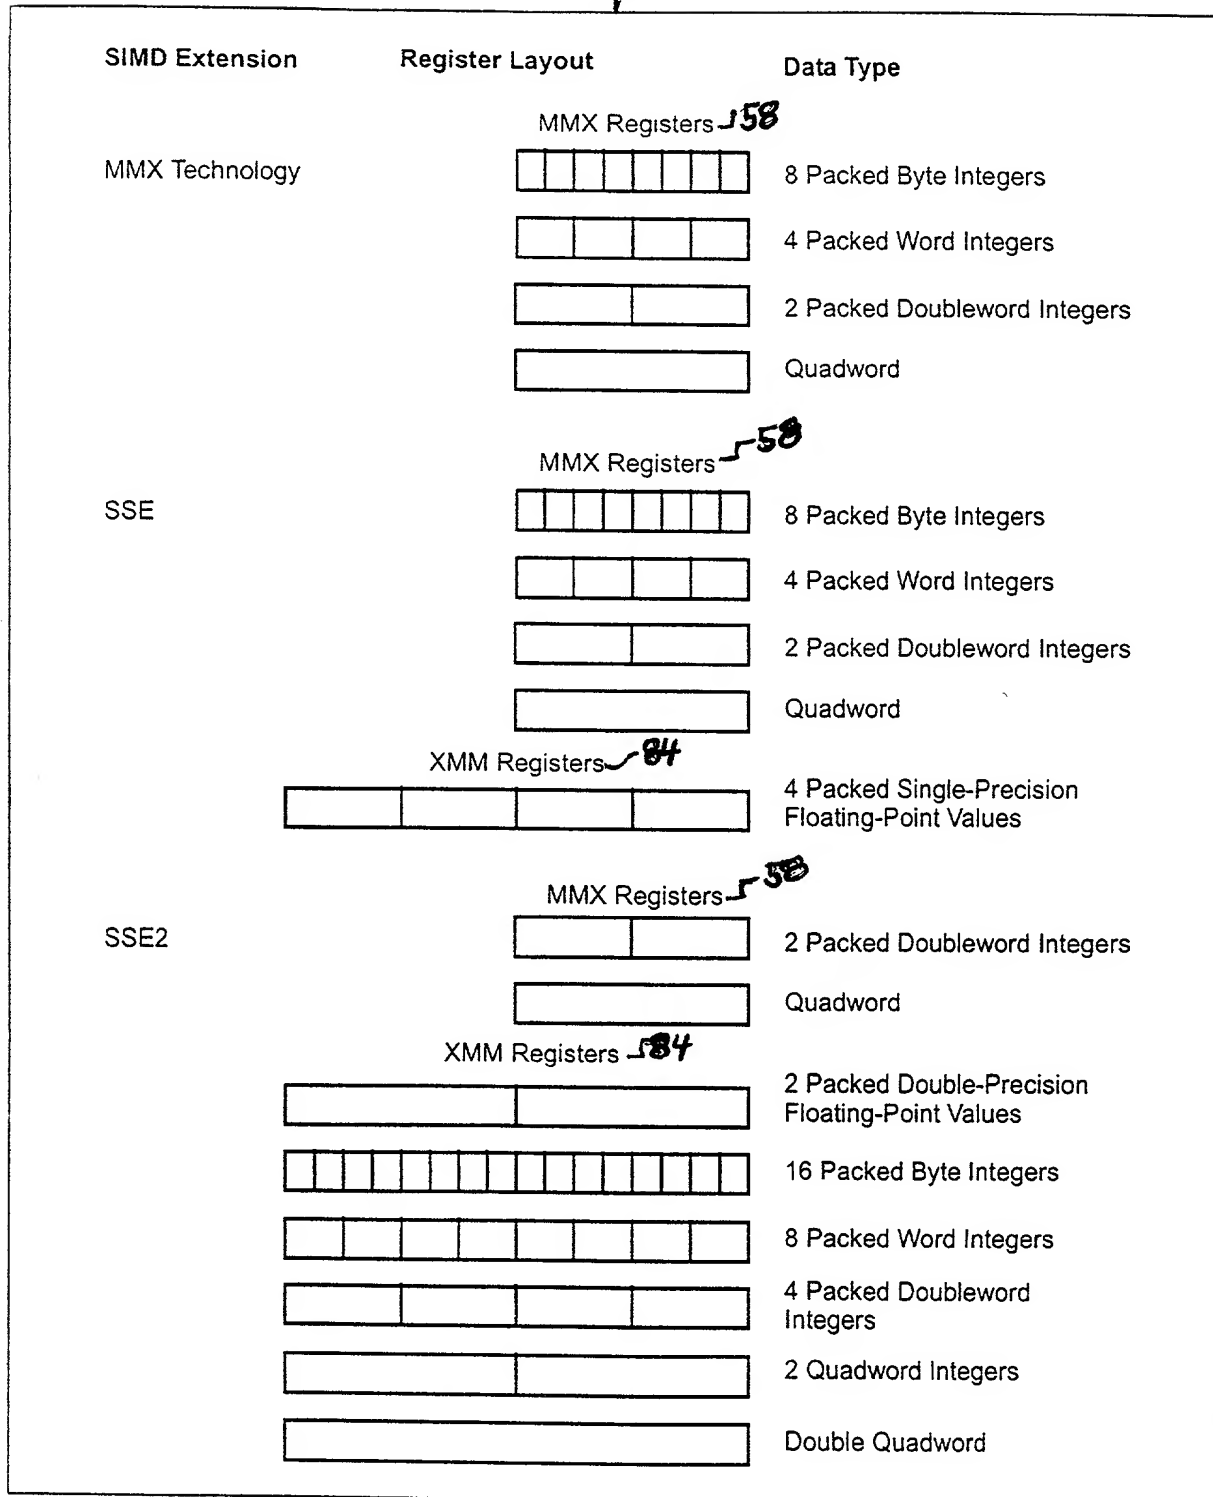 SIMD Extension Register Layout Data Type
MMX Registers 58
MMX Technology 8 Packed Byte Integers
4 Packed Word Integers
2 Packed Doubleword Integers
Quadword
MMX Registers 58
SSE 8 Packed Byte Integers
4 Packed Word Integers
2 Packed Doubleword Integers
Quadword
XMM Registers 84
4 Packed Single-Precision
Floating-Point Values
MMX Registers 58
SSE2 2 Packed Doubleword Integers
Quadword
XMM Registers 84
2 Packed Double-Precision
Floating-Point Values
16 Packed Byte Integers
8 Packed Word Integers
4 Packed Doubleword
Integers
2 Quadword Integers
Double Quadword